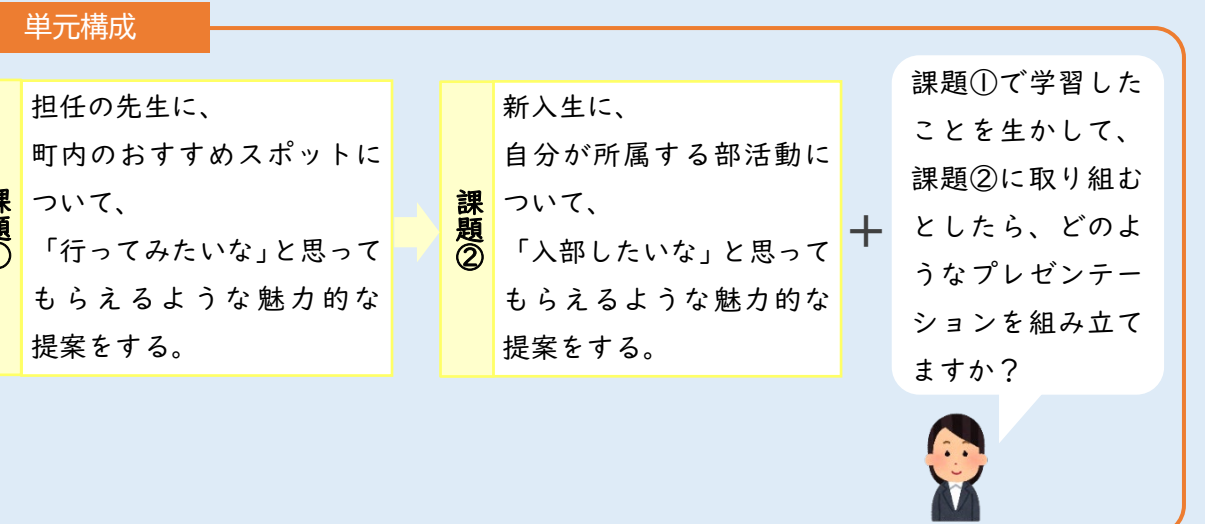 単元構成
課題①
担任の先生に、
町内のおすすめスポットに
ついて、
「行ってみたいな」と思って
もらえるような魅力的な
提案をする。
課題②
新入生に、
自分が所属する部活動に
ついて、
「入部したいな」と思って
もらえるような魅力的な
提案をする。
＋
課題①で学習した
ことを生かして、
課題②に取り組む
としたら、どのよ
うなプレゼンテー
ションを組み立て
ますか？